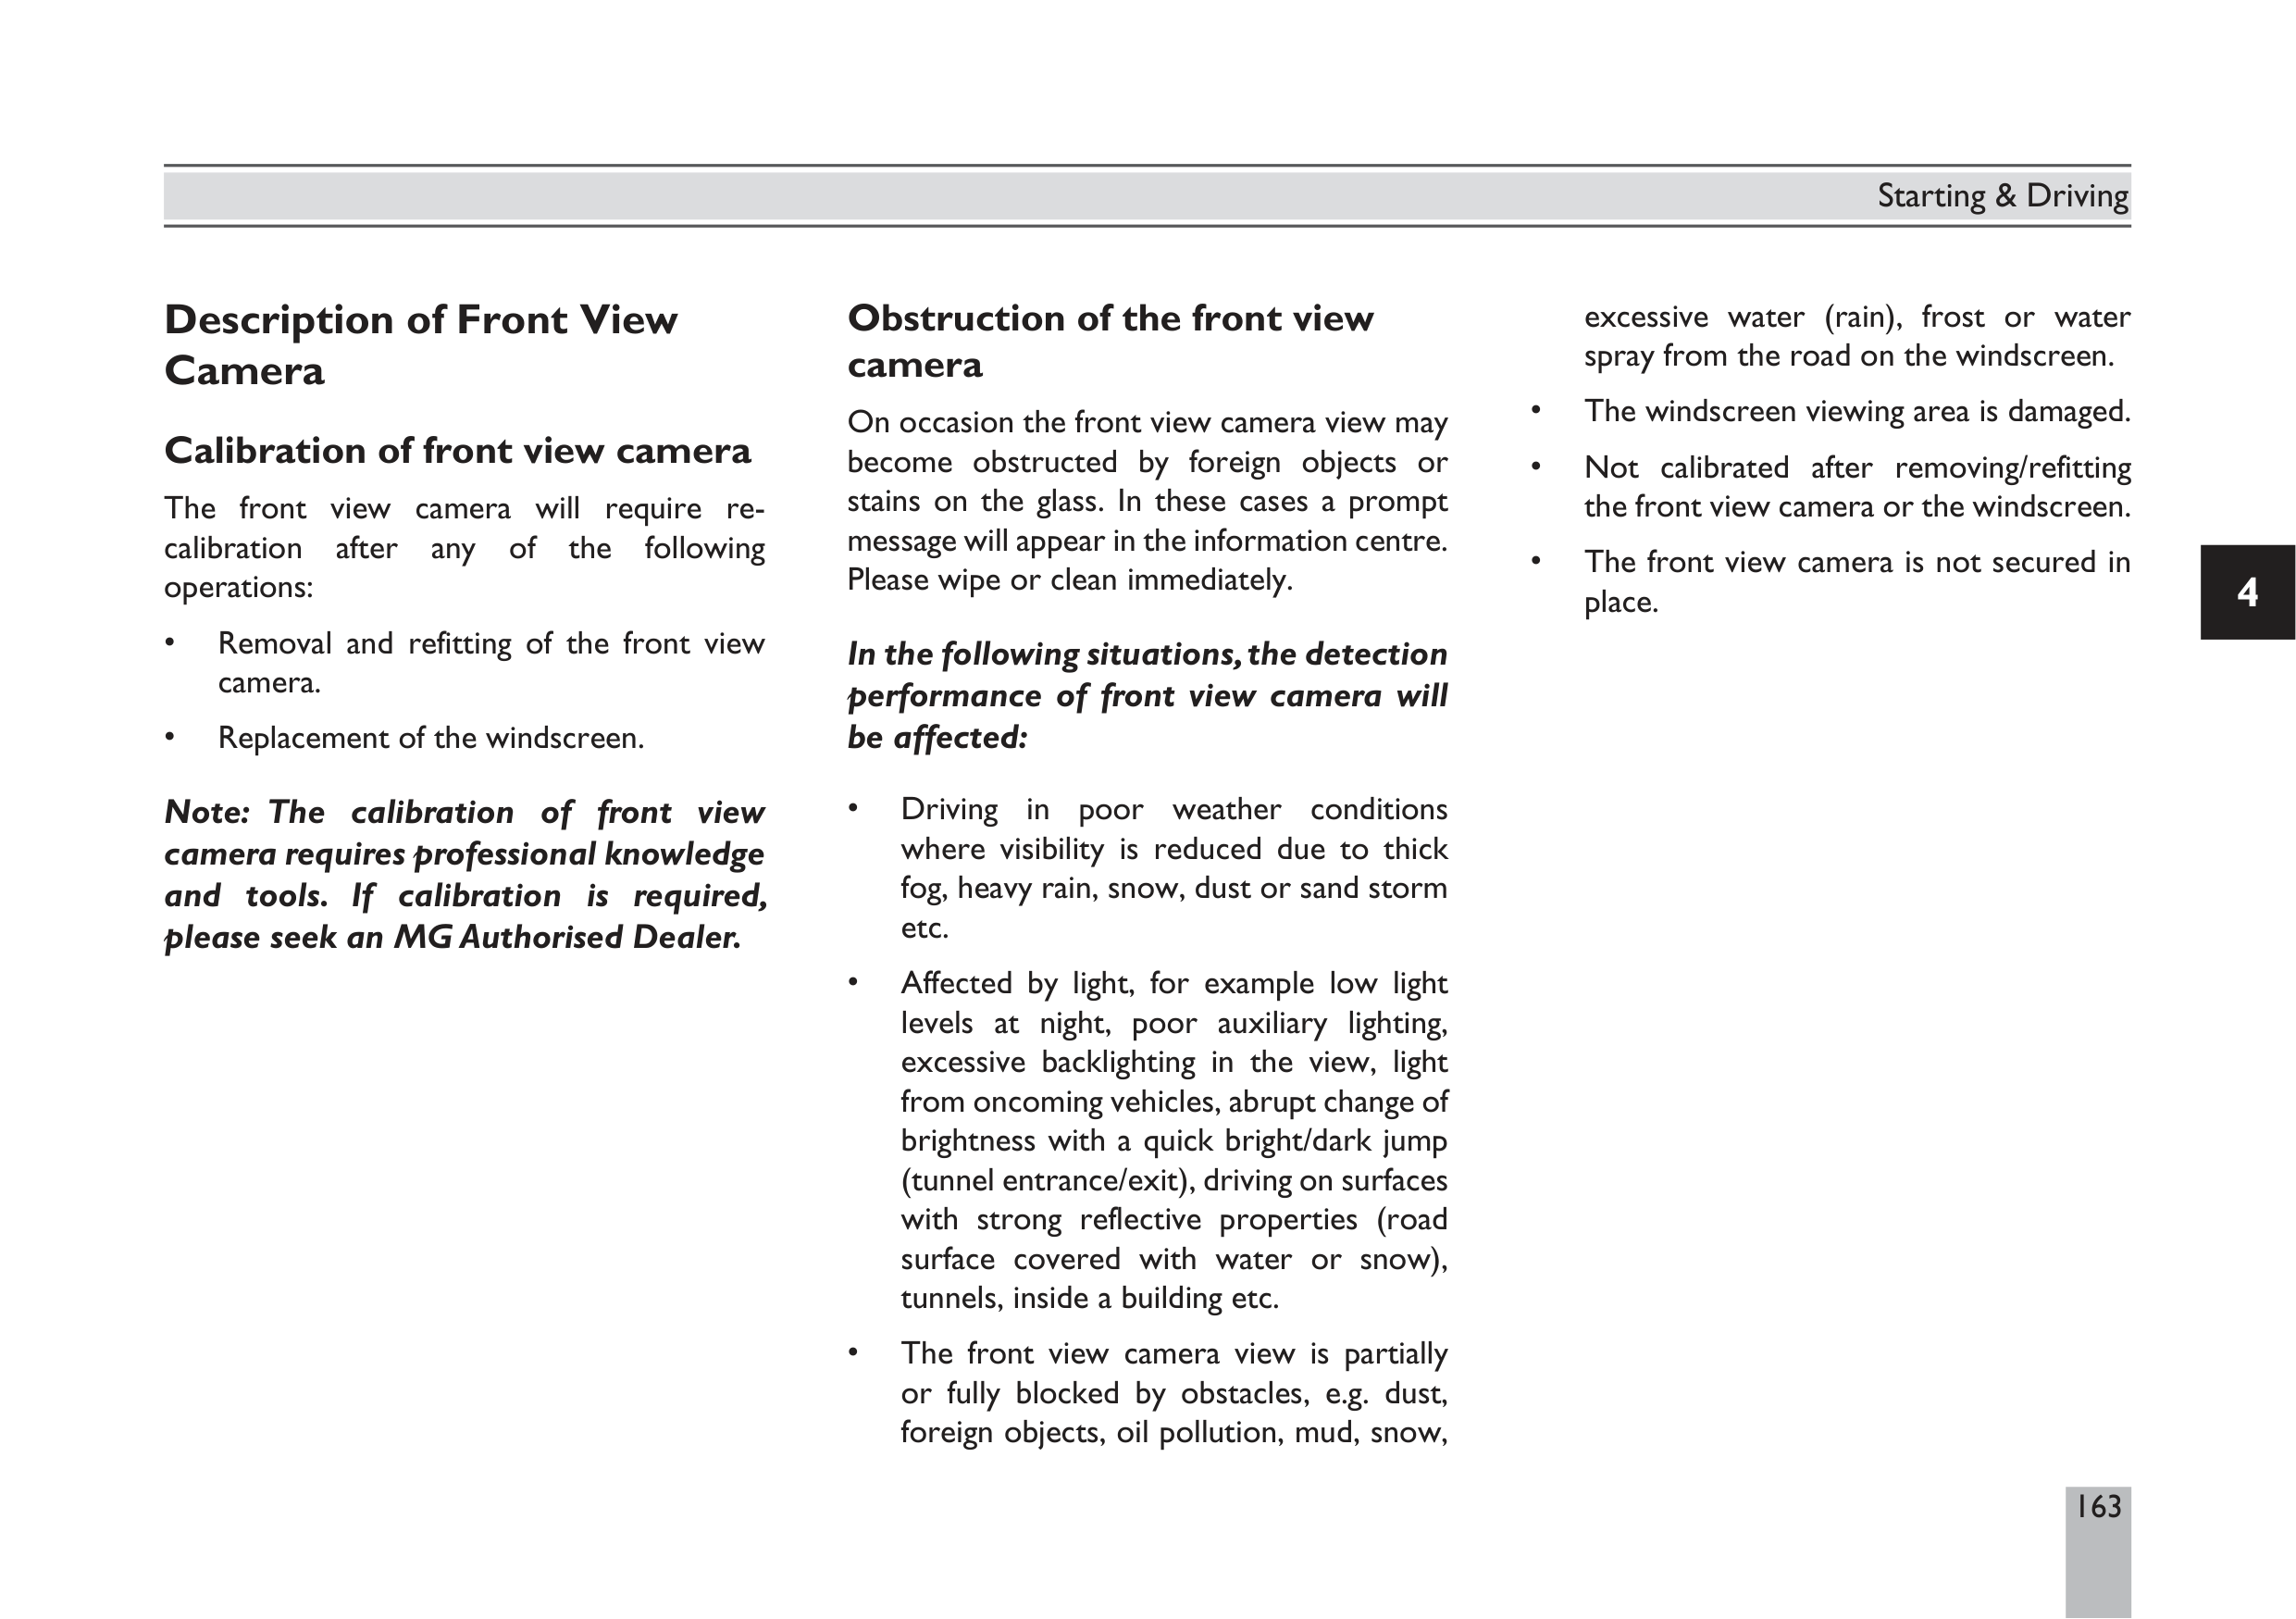 Starting & Driving
Description of Front View
Camera
Calibration of front view camera
The front view camera will require re-
calibration after any of the following
operations:
• Removal and refitting of the front view
camera.
• Replacement of the windscreen.
Note: The calibration of front view
camera requires professional knowledge
and tools. If calibration is required,
please seek an MG Authorised Dealer.
Obstruction of the front view
camera
On occasion the front view camera view may
become obstructed by foreign objects or
stains on the glass. In these cases a prompt
message will appear in the information centre.
Please wipe or clean immediately.
In the following situations, the detection
performance of front view camera will
be affected:
• Driving in poor weather conditions
where visibility is reduced due to thick
fog, heavy rain, snow, dust or sand storm
etc.
• Affected by light, for example low light
levels at night, poor auxiliary lighting,
excessive backlighting in the view, light
from oncoming vehicles, abrupt change of
brightness with a quick bright/dark jump
(tunnel entrance/exit), driving on surfaces
with strong reflective properties (road
surface covered with water or snow),
tunnels, inside a building etc.
• The front view camera view is partially
or fully blocked by obstacles, e.g. dust,
foreign objects, oil pollution, mud, snow,
excessive water (rain), frost or water
spray from the road on the windscreen.
• The windscreen viewing area is damaged.
• Not calibrated after removing/refitting
the front view camera or the windscreen.
• The front view camera is not secured in
place.
4
163